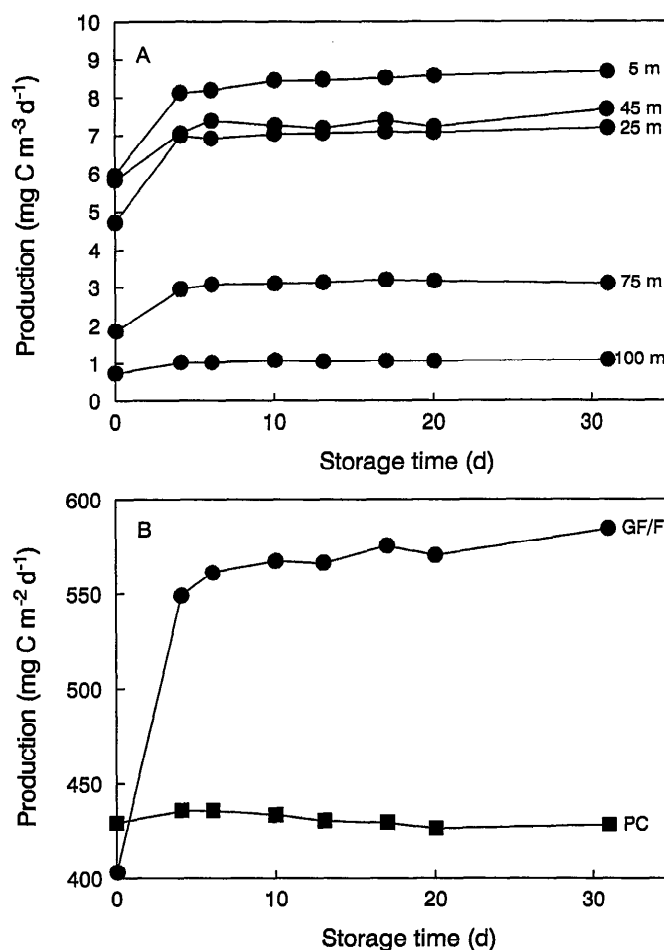 10
9
8
7
6
5
4
3
2
1
0
A
5 m
45 m
25 m
75 m
100 m
Production (mg C m⁻³ d⁻¹)
0 10 20 30
Storage time (d)
600
550
500
450
400
B
GF/F
PC
Production (mg C m⁻² d⁻¹)
0 10 20 30
Storage time (d)